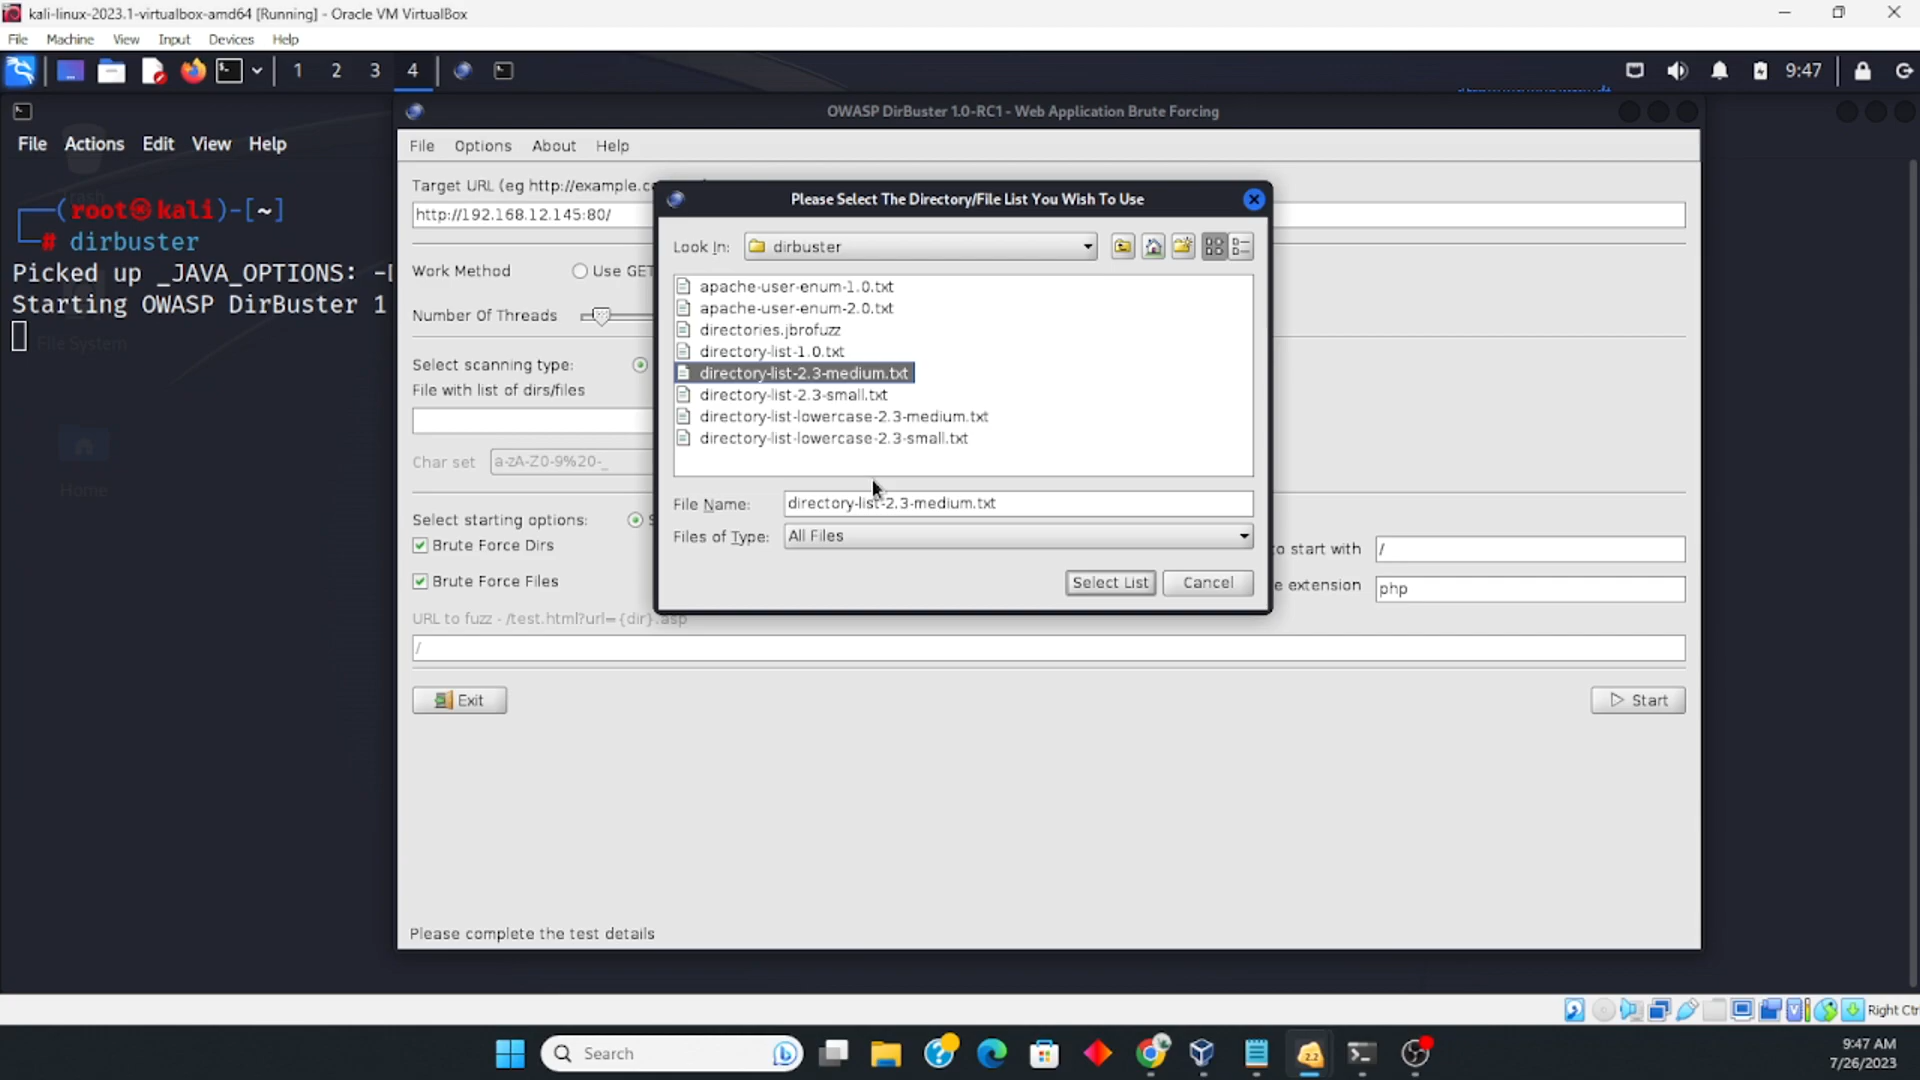 kali-linux-2023.1-virtualbox-amd64 [Running] - Oracle VM VirtualBox
File Machine View Input Devices Help
1 2 3 4
9:47
OWASP DirBuster 1.0-RC1 - Web Application Brute Forcing
File Actions Edit View Help
File Options About Help
Trash
Target URL (eg http://example.c
http://192.168.12.145:80/
(root㉿kali)-[~]
# dirbuster
Picked up _JAVA_OPTIONS: -
Starting OWASP DirBuster 1
File System
Home
Work Method
Use GET
Number Of Threads
Select scanning type:
File with list of dirs/files
Char set
a-zA-Z0-9%20-_
Select starting options:
Brute Force Dirs
Brute Force Files
to start with
/
e extension
php
URL to fuzz - /test.html?url={dir}.asp
/
Exit
Start
Please complete the test details
Please Select The Directory/File List You Wish To Use
Look In: dirbuster
apache-user-enum-1.0.txt
apache-user-enum-2.0.txt
directories.jbrofuzz
directory-list-1.0.txt
directory-list-2.3-medium.txt
directory-list-2.3-small.txt
directory-list-lowercase-2.3-medium.txt
directory-list-lowercase-2.3-small.txt
File Name: directory-list-2.3-medium.txt
Files of Type: All Files
Select List
Cancel
Right Ctr
Search
2.2
9:47 AM
7/26/2023